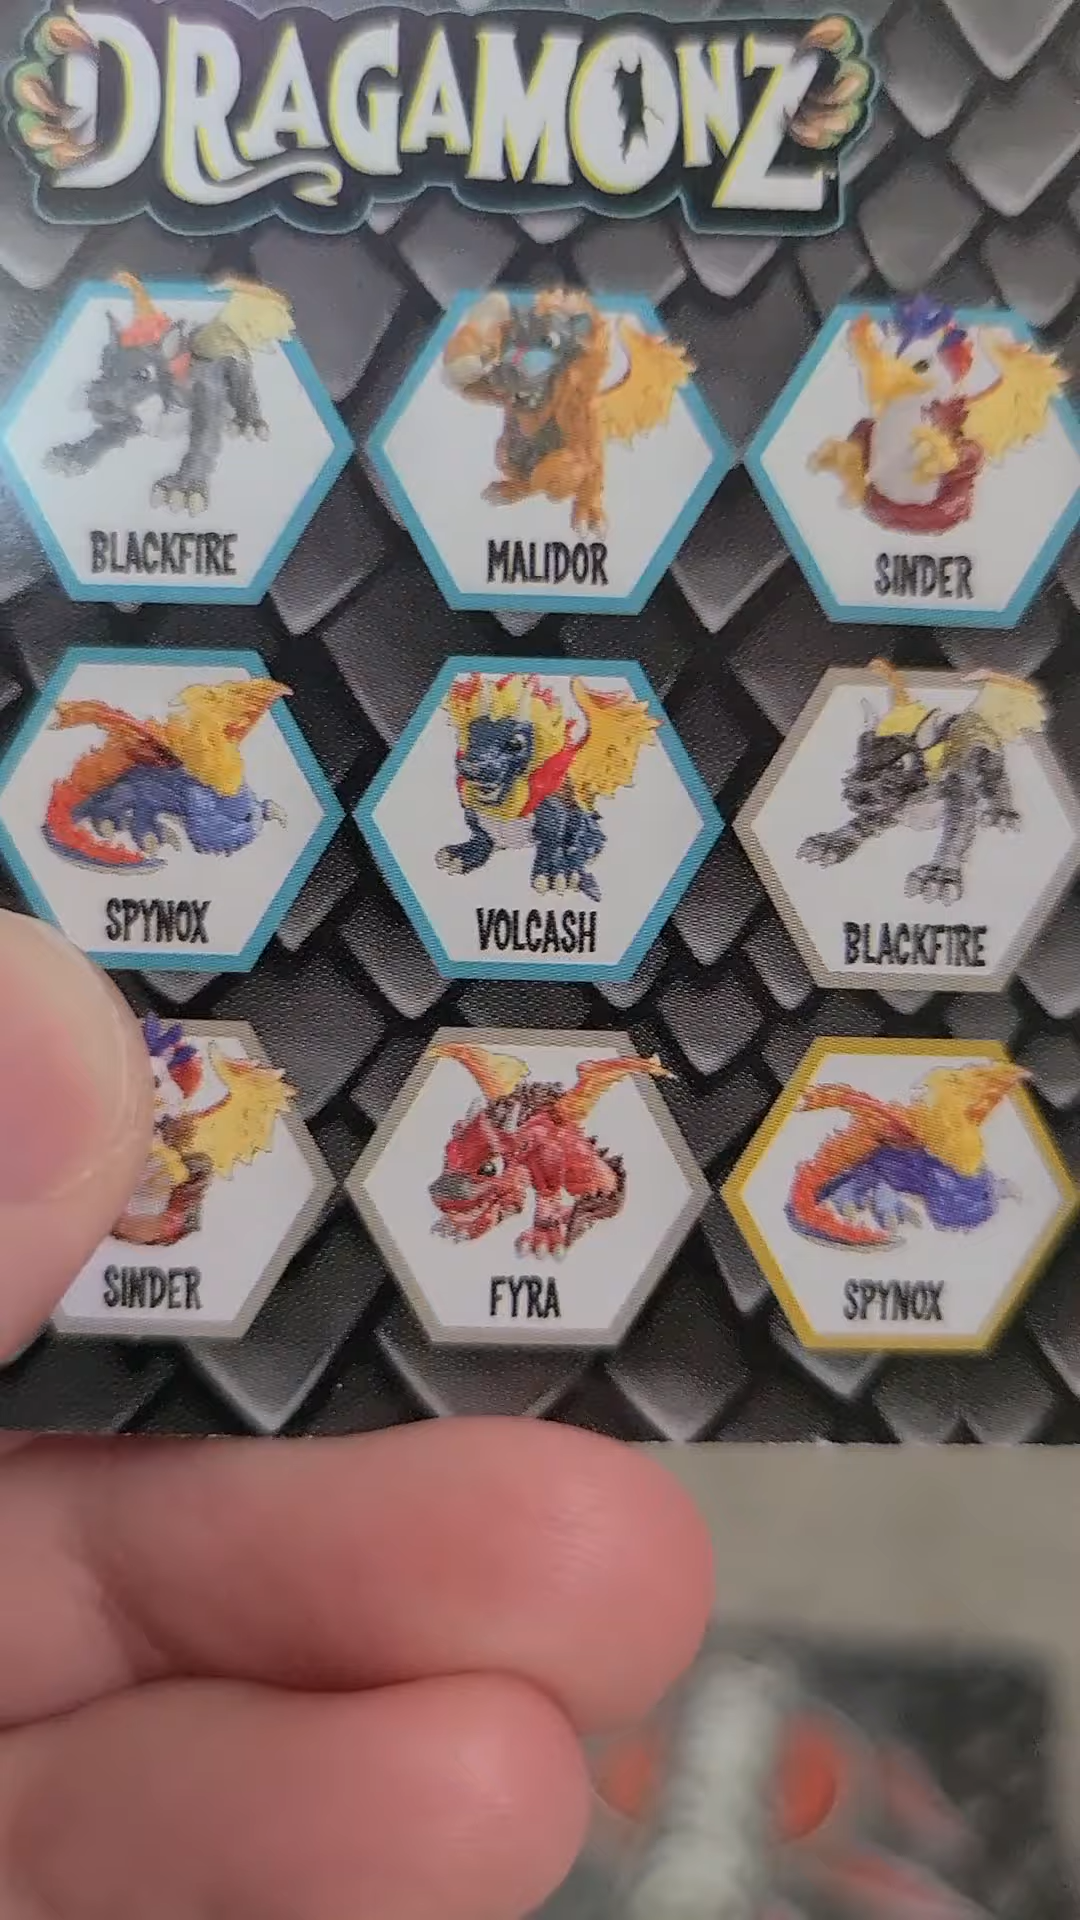 DRAGAMONZ
BLACKFIRE
MALIDOR
SINDER
SPYNOX
VOLCASH
BLACKFIRE
SINDER
FYRA
SPYNOX